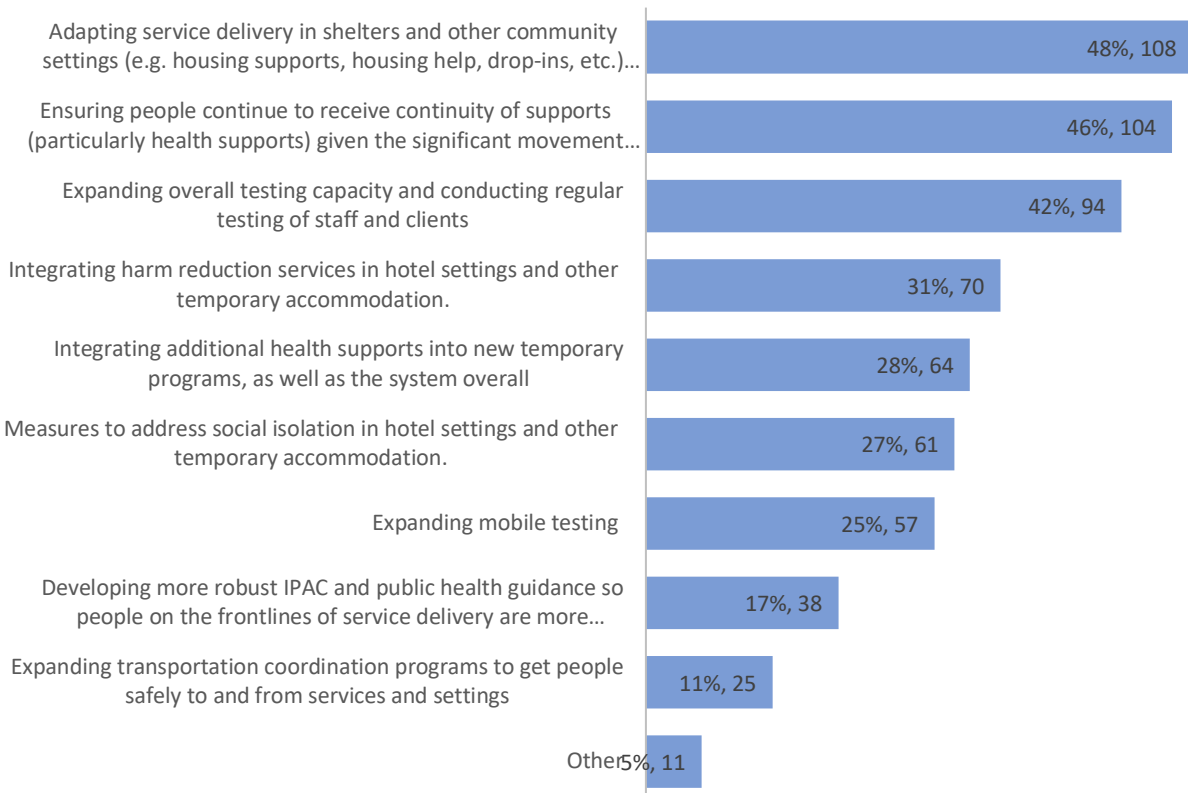 Adapting service delivery in shelters and other community
settings (e.g. housing supports, housing help, drop-ins, etc.)...
48%, 108
Ensuring people continue to receive continuity of supports
(particularly health supports) given the significant movement...
46%, 104
Expanding overall testing capacity and conducting regular
testing of staff and clients
42%, 94
Integrating harm reduction services in hotel settings and other
temporary accommodation.
31%, 70
Integrating additional health supports into new temporary
programs, as well as the system overall
28%, 64
Measures to address social isolation in hotel settings and other
temporary accommodation.
27%, 61
Expanding mobile testing
25%, 57
Developing more robust IPAC and public health guidance so
people on the frontlines of service delivery are more...
17%, 38
Expanding transportation coordination programs to get people
safely to and from services and settings
11%, 25
Other
5%, 11